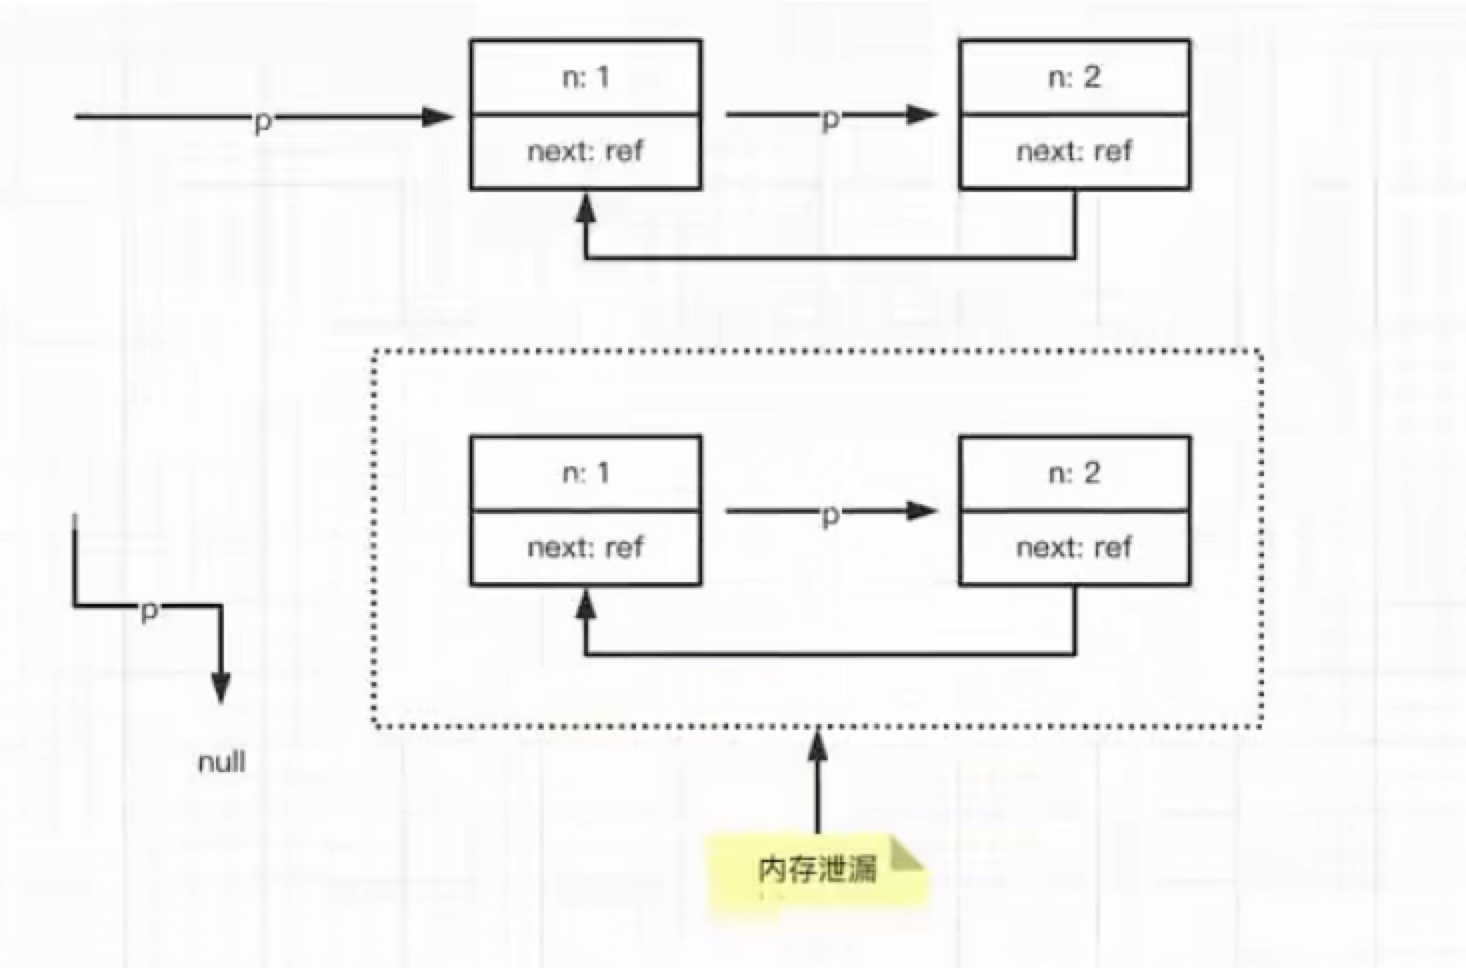 n: 1
n: 2
p
p
next: ref
next: ref
n: 1
n: 2
p
next: ref
next: ref
p
null
内存泄漏